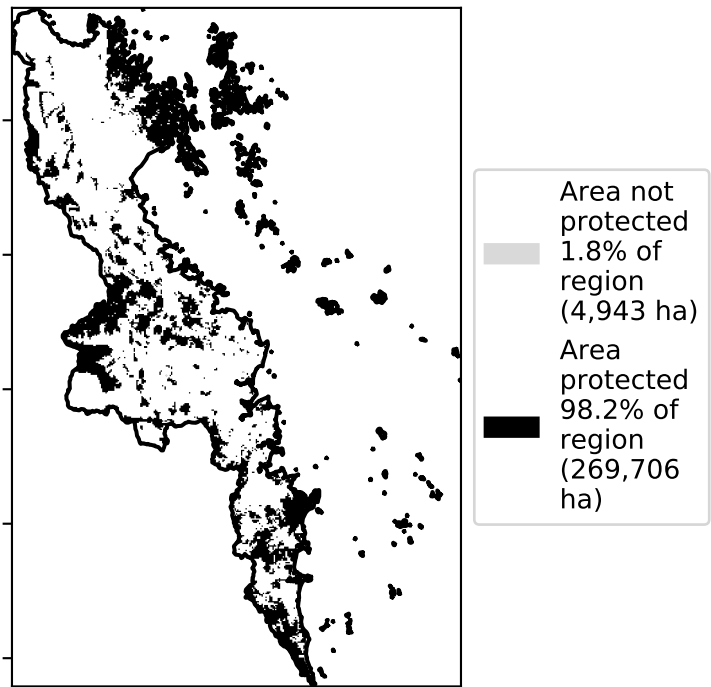 Area not
protected
1.8% of
region
(4,943 ha)
Area
protected
98.2% of
region
(269,706
ha)